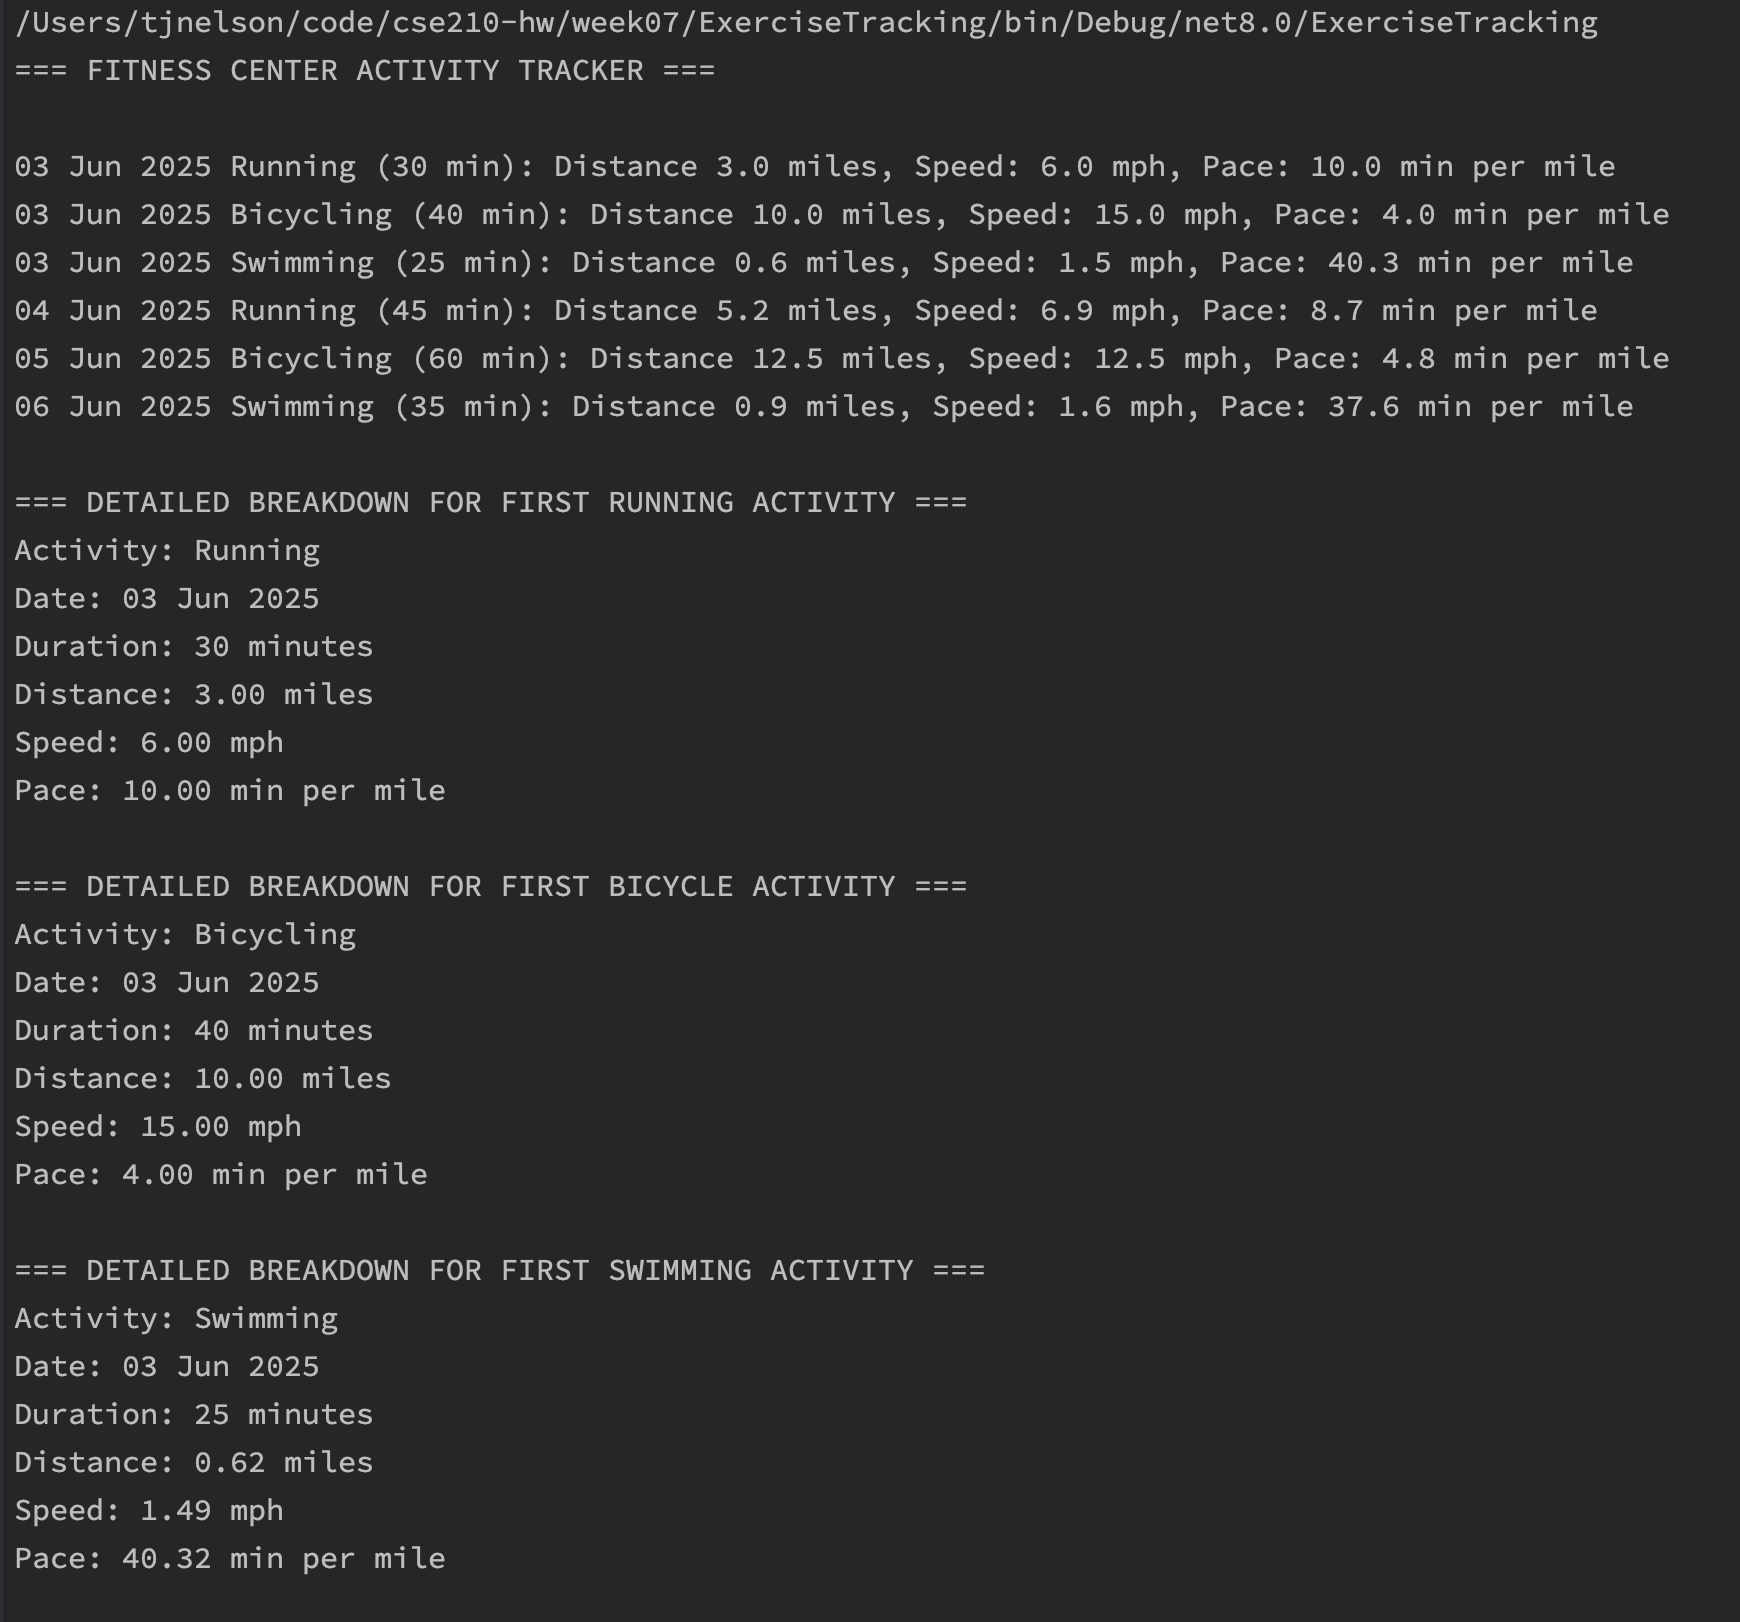 /Users/tjnelson/code/cse210-hw/week07/ExerciseTracking/bin/Debug/net8.0/ExerciseTracking
=== FITNESS CENTER ACTIVITY TRACKER ===
03 Jun 2025 Running (30 min): Distance 3.0 miles, Speed: 6.0 mph, Pace: 10.0 min per mile
03 Jun 2025 Bicycling (40 min): Distance 10.0 miles, Speed: 15.0 mph, Pace: 4.0 min per mile
03 Jun 2025 Swimming (25 min): Distance 0.6 miles, Speed: 1.5 mph, Pace: 40.3 min per mile
04 Jun 2025 Running (45 min): Distance 5.2 miles, Speed: 6.9 mph, Pace: 8.7 min per mile
05 Jun 2025 Bicycling (60 min): Distance 12.5 miles, Speed: 12.5 mph, Pace: 4.8 min per mile
06 Jun 2025 Swimming (35 min): Distance 0.9 miles, Speed: 1.6 mph, Pace: 37.6 min per mile
=== DETAILED BREAKDOWN FOR FIRST RUNNING ACTIVITY ===
Activity: Running
Date: 03 Jun 2025
Duration: 30 minutes
Distance: 3.00 miles
Speed: 6.00 mph
Pace: 10.00 min per mile
=== DETAILED BREAKDOWN FOR FIRST BICYCLE ACTIVITY ===
Activity: Bicycling
Date: 03 Jun 2025
Duration: 40 minutes
Distance: 10.00 miles
Speed: 15.00 mph
Pace: 4.00 min per mile
=== DETAILED BREAKDOWN FOR FIRST SWIMMING ACTIVITY ===
Activity: Swimming
Date: 03 Jun 2025
Duration: 25 minutes
Distance: 0.62 miles
Speed: 1.49 mph
Pace: 40.32 min per mile